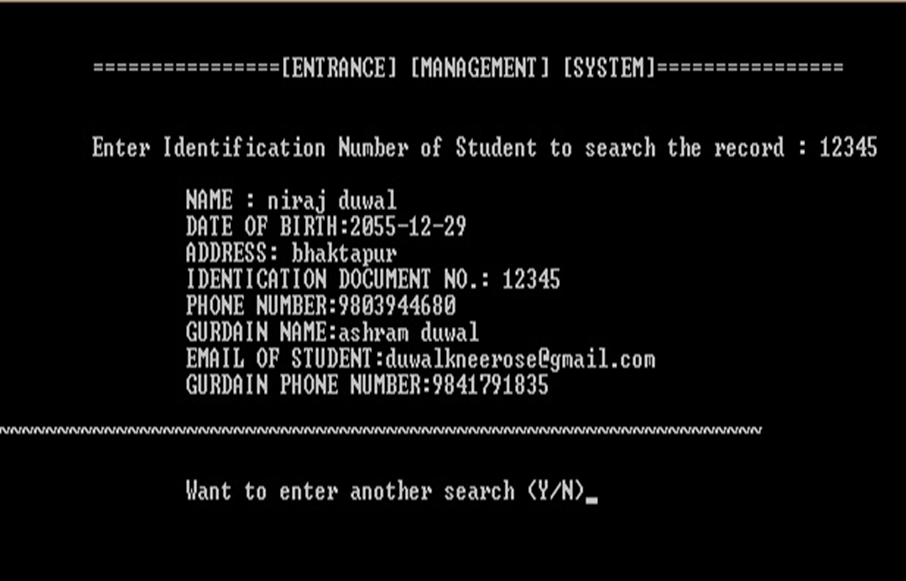 ================[ENTRANCE] [MANAGEMENT] [SYSTEM]================
Enter Identification Number of Student to search the record : 12345
NAME : niraj duwal
DATE OF BIRTH:2055-12-29
ADDRESS: bhaktapur
IDENTICATION DOCUMENT NO.: 12345
PHONE NUMBER:9803944680
GURDAIN NAME:ashram duwal
EMAIL OF STUDENT:duwalkneerose@gmail.com
GURDAIN PHONE NUMBER:9841791835
~~~~~~~~~~~~~~~~~~~~~~~~~~~~~~~~~~~~~~~~~~~~~~~~~~~~~~~~~~~~~~~~~
Want to enter another search (Y/N)_